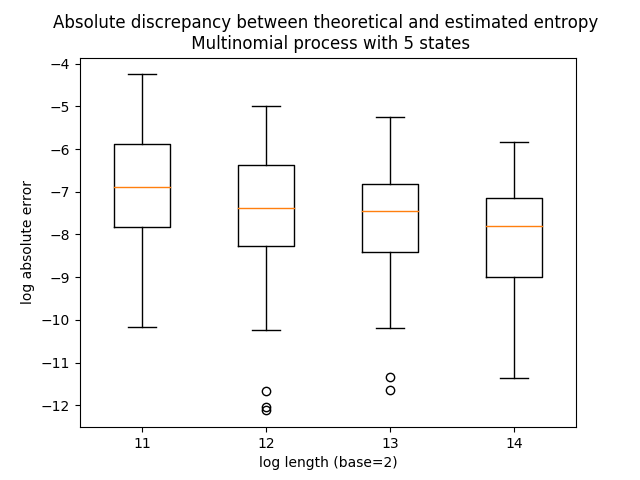 Absolute discrepancy between theoretical and estimated entropy
Multinomial process with 5 states
−4
−5
−6
−7
−8
−9
−10
−11
−12
log absolute error
11 12 13 14
log length (base=2)